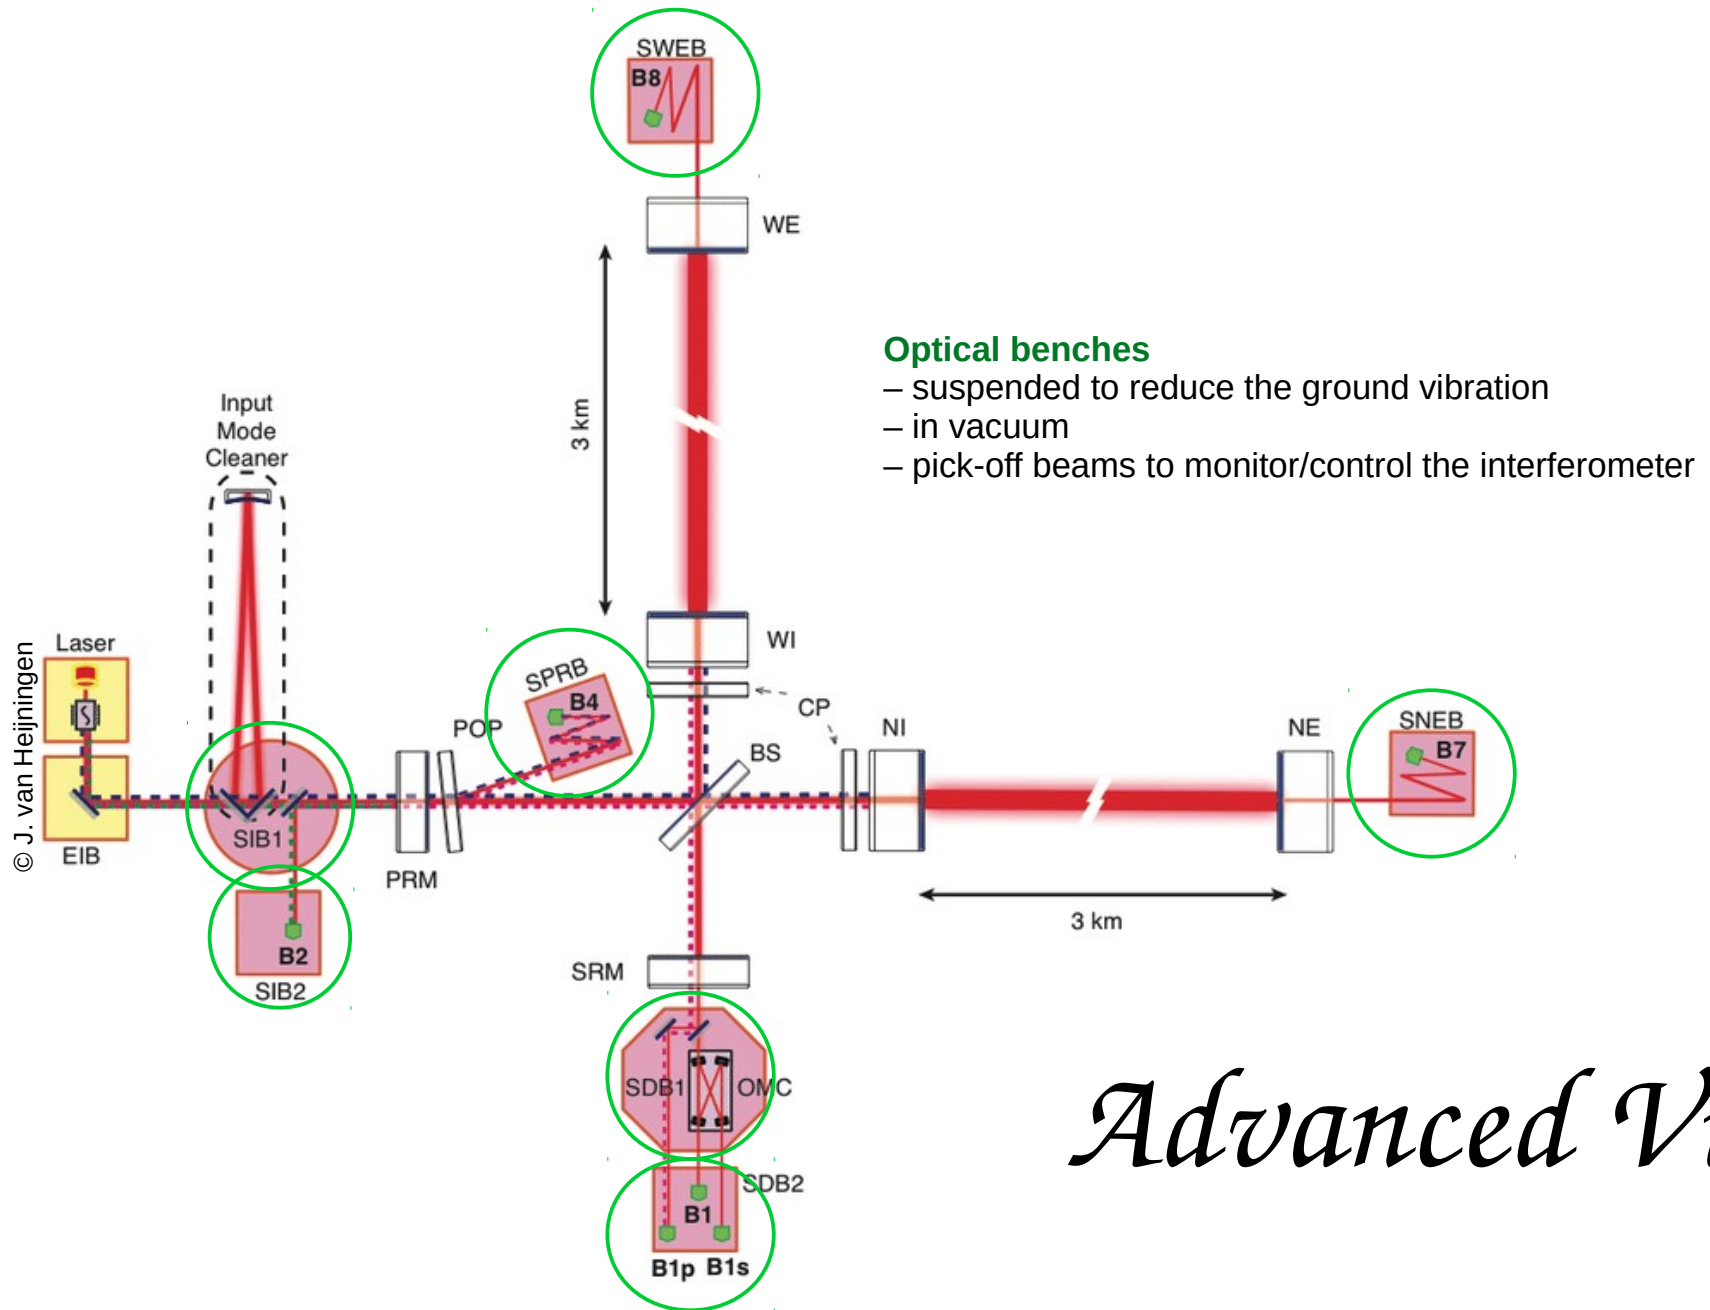 SWEB
B8
WE
3 km
Optical benches
– suspended to reduce the ground vibration
– in vacuum
– pick-off beams to monitor/control the interferometer
Input
Mode
Cleaner
© J. van Heijningen
Laser
EIB
SIB1
B2
SIB2
PRM
POP
SPRB
B4
WI
CP
BS
NI
NE
SNEB
B7
3 km
SRM
SDB1
OMC
SDB2
B1
B1p
B1s
Advanced